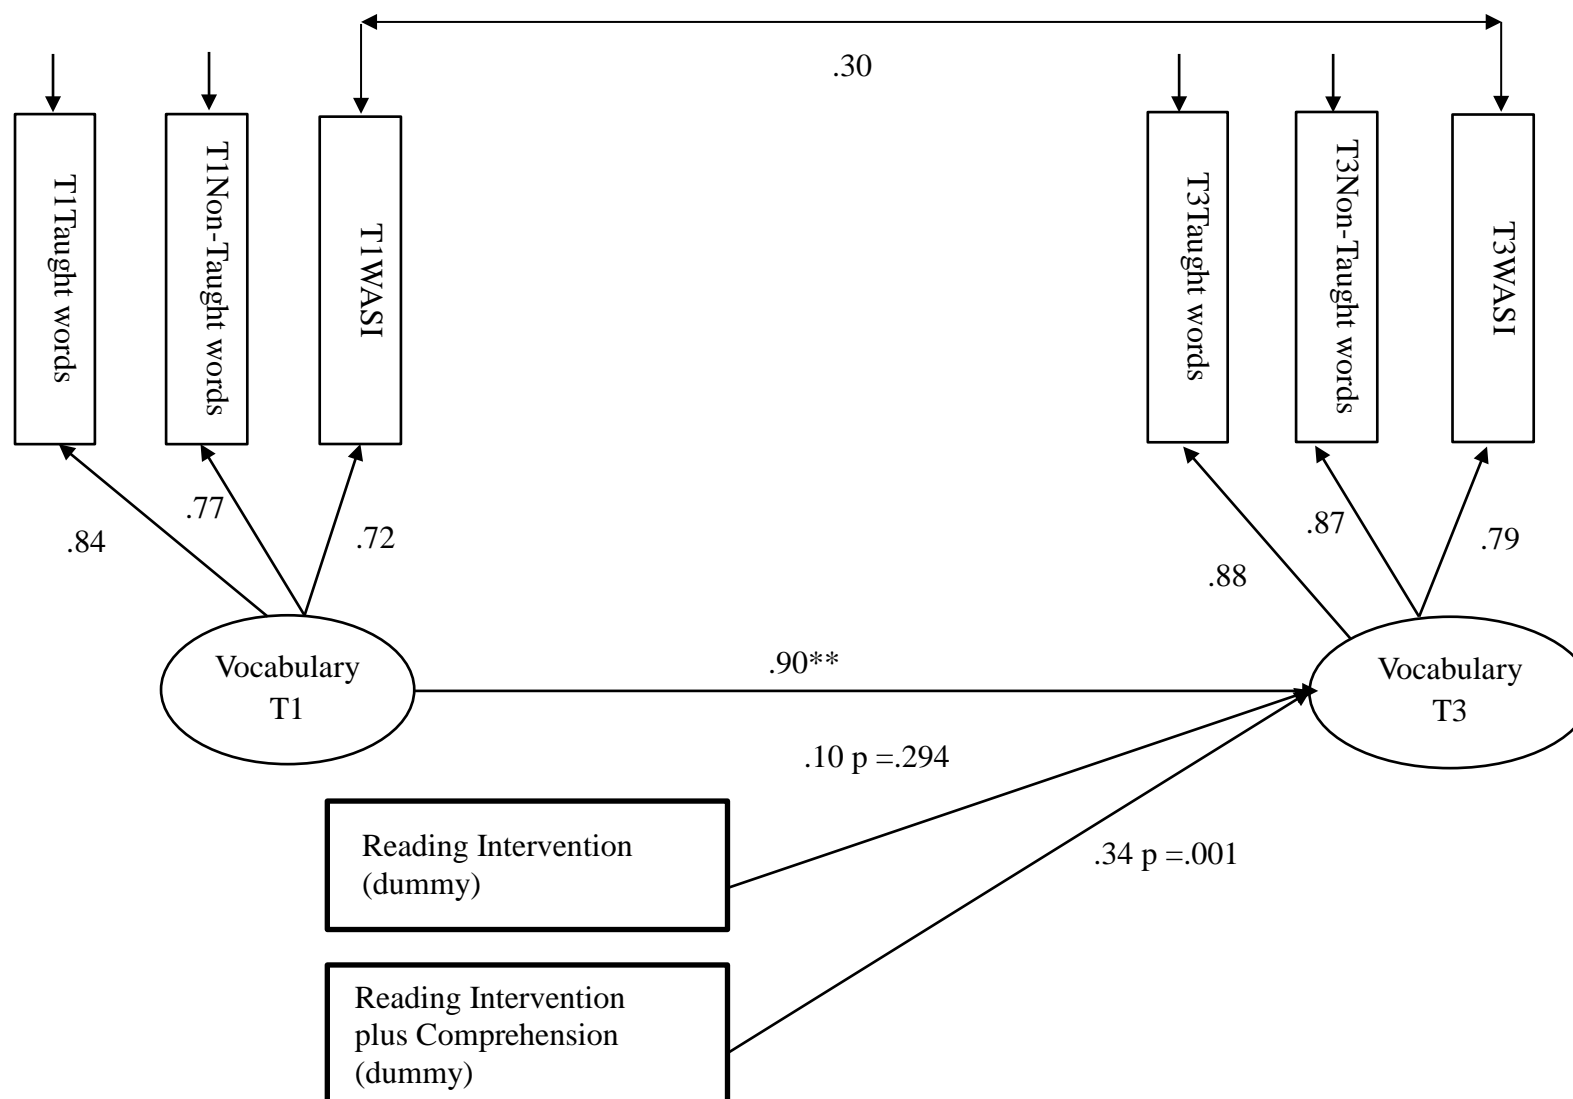 .30
T1Taught words
T1Non-Taught words
T1WASI
T3Taught words
T3Non-Taught words
T3WASI
.84
.77
.72
.88
.87
.79
Vocabulary
T1
.90**
Vocabulary
T3
.10 p =.294
.34 p =.001
Reading Intervention
(dummy)
Reading Intervention
plus Comprehension
(dummy)